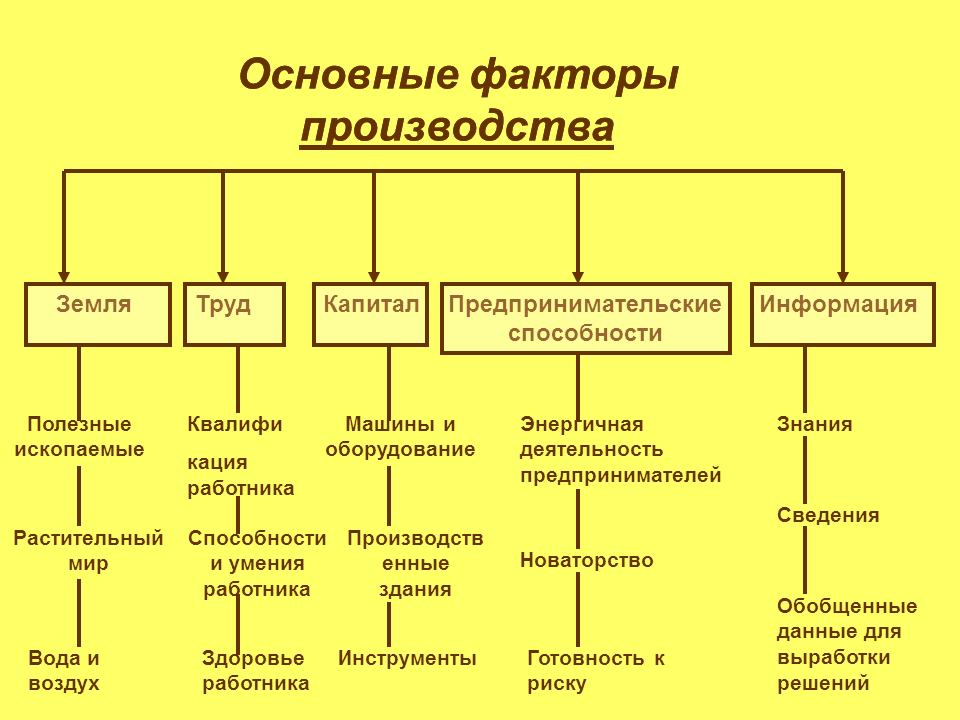 Основные факторы
производства
Земля
Труд
Капитал
Предпринимательские
способности
Информация
Полезные
ископаемые
Растительный
мир
Вода и
воздух
Квалифи
кация
работника
Способности
и умения
работника
Здоровье
работника
Машины и
оборудование
Производств
енные
здания
Инструменты
Энергичная
деятельность
предпринимателей
Новаторство
Готовность к
риску
Знания
Сведения
Обобщенные
данные для
выработки
решений